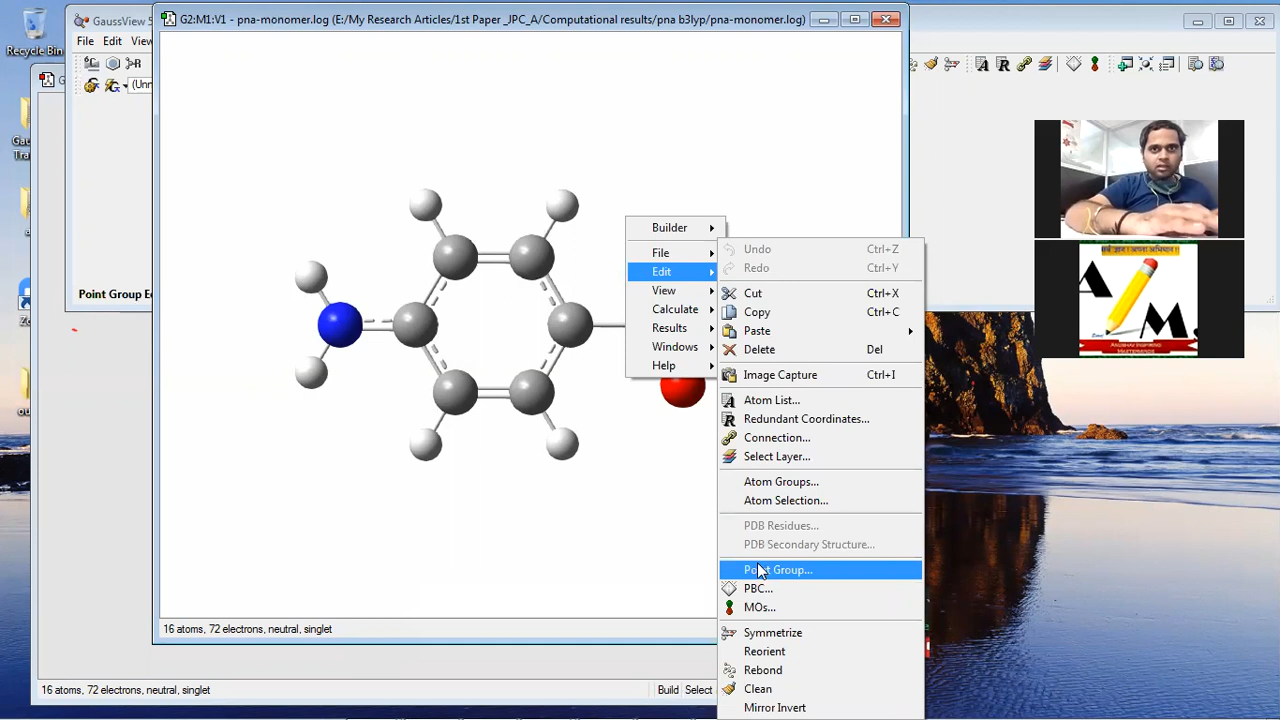 Recycle Bin
GaussView 5
G2:M1:V1 - pna-monomer.log (E:/My Research Articles/1st Paper _JPC_A/Computational results/pna b3lyp/pna-monomer.log)
File Edit View
(Unn
Point Group Ed
Builder
File
Edit
View
Calculate
Results
Windows
Help
Undo Ctrl+Z
Redo Ctrl+Y
Cut Ctrl+X
Copy Ctrl+C
Paste
Delete Del
Image Capture Ctrl+I
Atom List...
Redundant Coordinates...
Connection...
Select Layer...
Atom Groups...
Atom Selection...
PDB Residues...
PDB Secondary Structure...
Point Group...
PBC...
MOs...
Symmetrize
Reorient
Rebond
Clean
Mirror Invert
16 atoms, 72 electrons, neutral, singlet
16 atoms, 72 electrons, neutral, singlet
Build Select
A
M